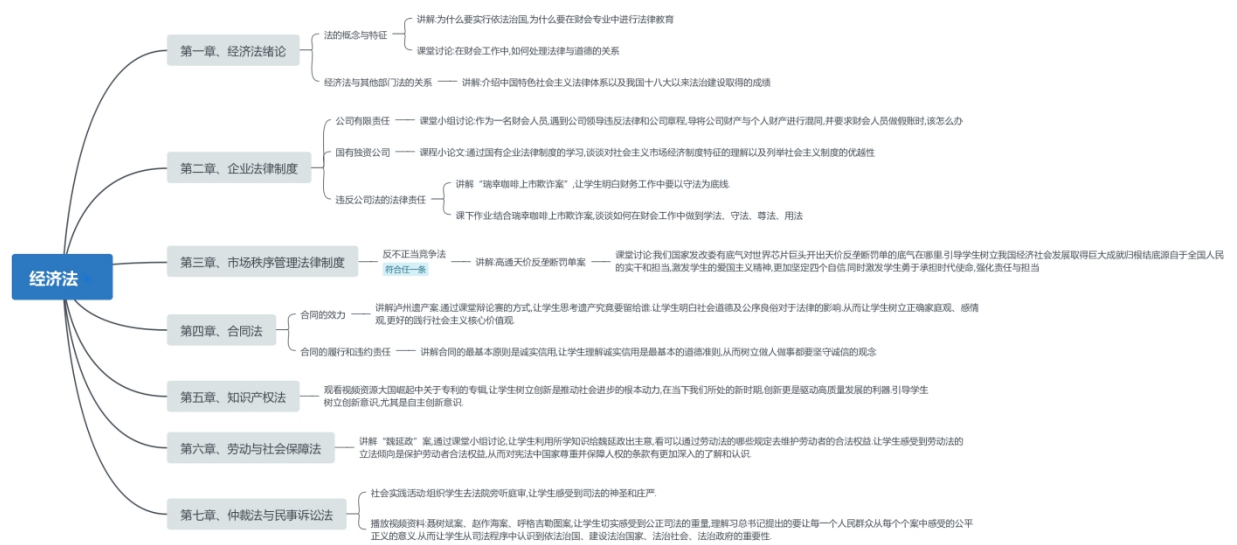 经济法
第一章、经济法绪论
法的概念与特征
讲解:为什么要实行依法治国,为什么要在财会专业中进行法律教育
课堂讨论:在财会工作中,如何处理法律与道德的关系
经济法与其他部门法的关系
讲解:介绍中国特色社会主义法律体系以及我国十八大以来法治建设取得的成绩
第二章、企业法律制度
公司有限责任
课堂小组讨论:作为一名财会人员,遇到公司领导违反法律和公司章程,导将公司财产与个人财产进行混同,并要求财会人员做假账时,该怎么办
国有独资公司
课程小论文:通过国有企业法律制度的学习,谈谈对社会主义市场经济制度特征的理解以及列举社会主义制度的优越性
违反公司法的法律责任
讲解“瑞幸咖啡上市欺诈案”,让学生明白财务工作中要以守法为底线.
课下作业:结合瑞幸咖啡上市欺诈案,谈谈如何在财会工作中做到学法、守法、尊法、用法
第三章、市场秩序管理法律制度
反不正当竞争法
符合任一条
讲解:高通天价反垄断罚单案
课堂讨论:我们国家发改委有底气对世界芯片巨头开出天价反垄断罚单的底气在哪里.引导学生树立我国经济社会发展取得巨大成就归根结底源自于全国人民
的实干和担当,激发学生的爱国主义精神,更加坚定四个自信.同时激发学生勇于承担时代使命,强化责任与担当
第四章、合同法
合同的效力
讲解泸州遗产案.通过课堂辩论赛的方式,让学生思考遗产究竟要留给谁.让学生明白社会道德及公序良俗对于法律的影响.从而让学生树立正确家庭观、感情
观,更好的践行社会主义核心价值观.
合同的履行和违约责任
讲解合同的最基本原则是诚实信用,让学生理解诚实信用是最基本的道德准则,从而树立做人做事都要坚守诚信的观念
第五章、知识产权法
观看视频资源大国崛起中关于专利的专辑,让学生树立创新是推动社会进步的根本动力,在当下我们所处的新时期,创新更是驱动高质量发展的利器.引导学生
树立创新意识,尤其是自主创新意识.
第六章、劳动与社会保障法
讲解“魏延政”案,通过课堂小组讨论,让学生利用所学知识给魏延政出主意,看可以通过劳动法的哪些规定去维护劳动者的合法权益.让学生感受到劳动法的
立法倾向是保护劳动者合法权益,从而对宪法中国家尊重并保障人权的条款有更加深入的了解和认识.
第七章、仲裁法与民事诉讼法
社会实践活动:组织学生去法院旁听庭审,让学生感受到司法的神圣和庄严.
播放视频资料:聂树斌案、赵作海案、呼格吉勒图案,让学生切实感受到公正司法的重量,理解习总书记提出的要让每一个人民群众从每个个案中感受的公平
正义的意义.从而让学生从司法程序中认识到依法治国、建设法治国家、法治社会、法治政府的重要性.